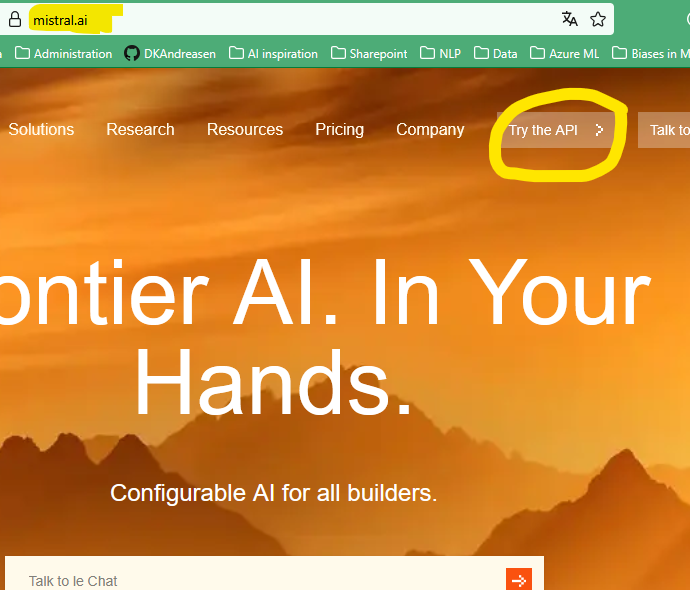 mistral.ai
Administration DKAndreasen AI inspiration Sharepoint NLP Data Azure ML Biases in
Solutions Research Resources Pricing Company Try the API Talk to
ontier AI. In Your
Hands.
Configurable AI for all builders.
Talk to le Chat